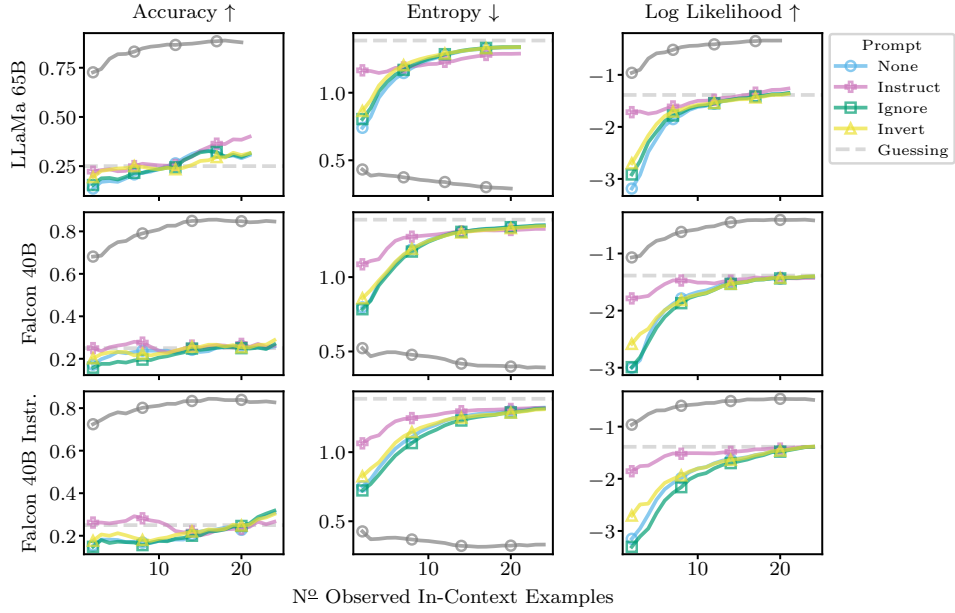 Accuracy ↑ Entropy ↓ Log Likelihood ↑
LLaMa 65B
0.75
0.25
1.0
0.5
−1
−2
−3
Prompt
None
Instruct
Ignore
Invert
Guessing
Falcon 40B
0.8
0.6
0.4
0.2
1.0
0.5
−1
−2
−3
Falcon 40B Instr.
0.8
0.6
0.4
0.2
1.0
0.5
−1
−2
−3
10 20 10 20 10 20
Nº Observed In-Context Examples